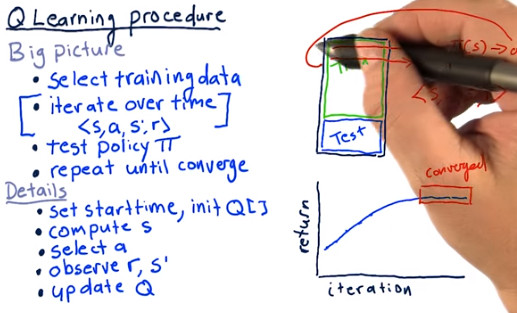 Q Learning procedure
Big picture
• select training data
• iterate over time
<s, a, s', r>
• test policy π
• repeat until converge
Details
• set starttime, init Q[]
• compute s
• select a
• observe r, s'
• update Q
(s) → a
<s
Test
converged
return
iteration